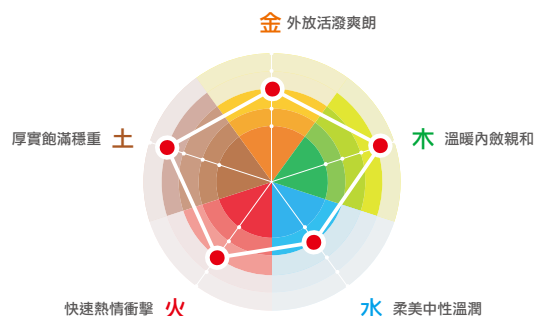 金 外放活潑爽朗
厚實飽滿穩重 土
木 溫暖內斂親和
快速熱情衝擊 火
水 柔美中性溫潤